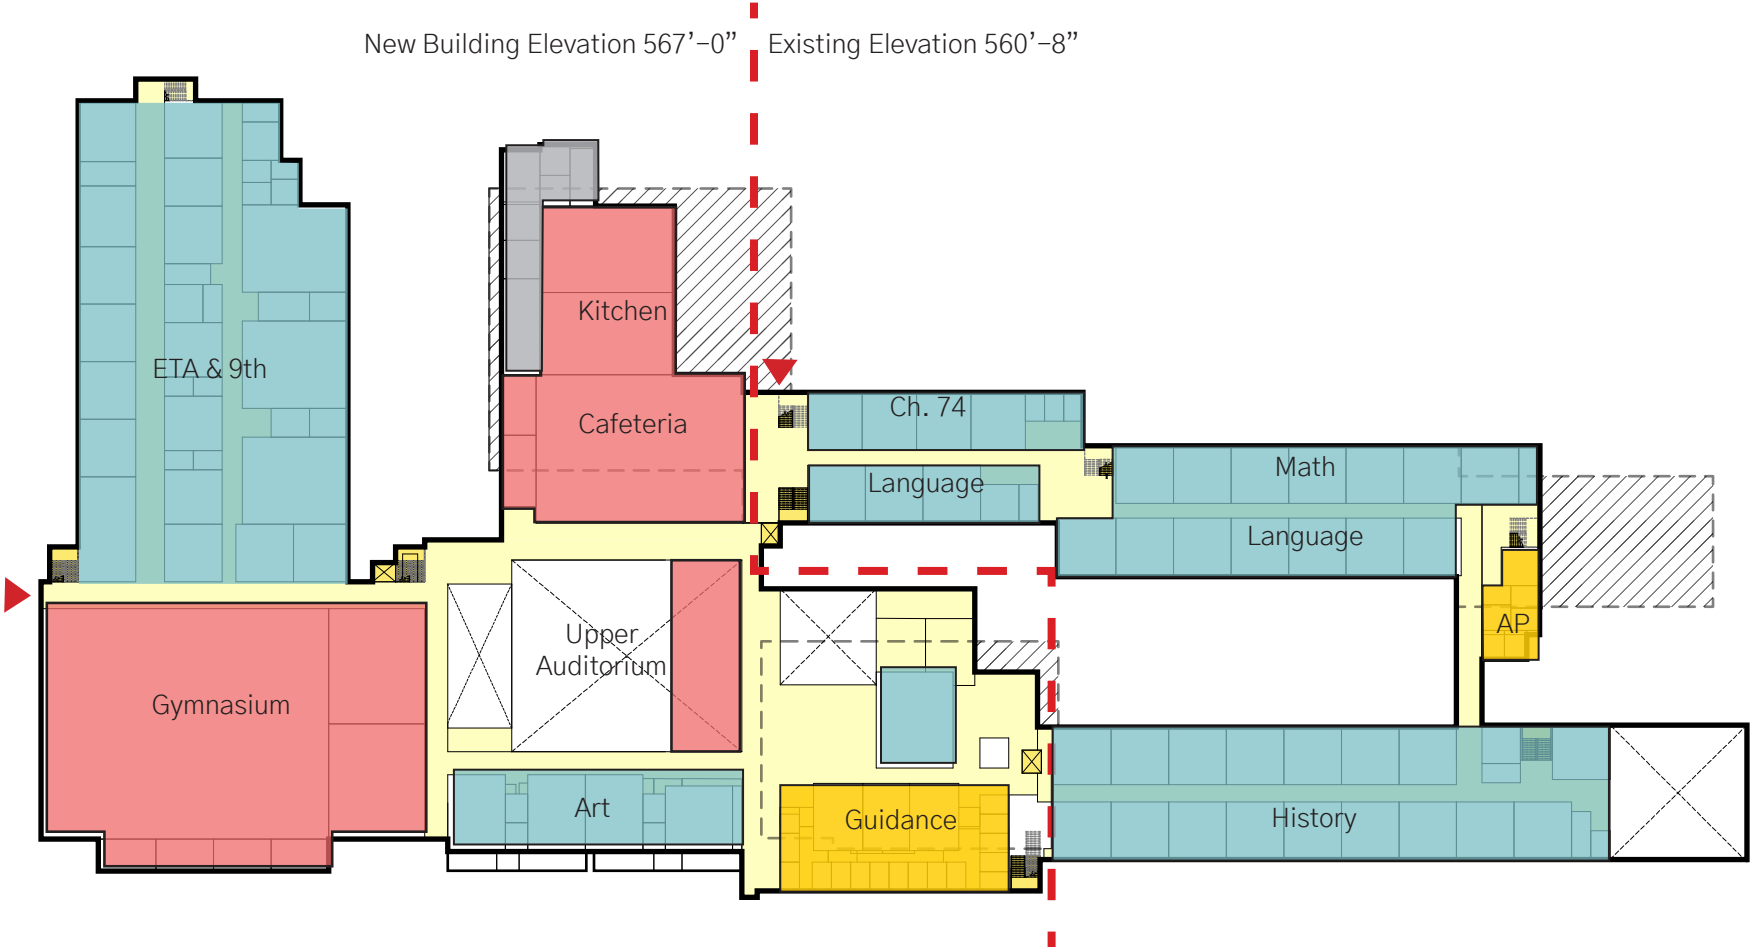 New Building Elevation 567’-0”
Existing Elevation 560’-8”
Kitchen
ETA & 9th
Cafeteria
Ch. 74
Language
Math
Language
AP
Upper
Auditorium
Gymnasium
Art
Guidance
History